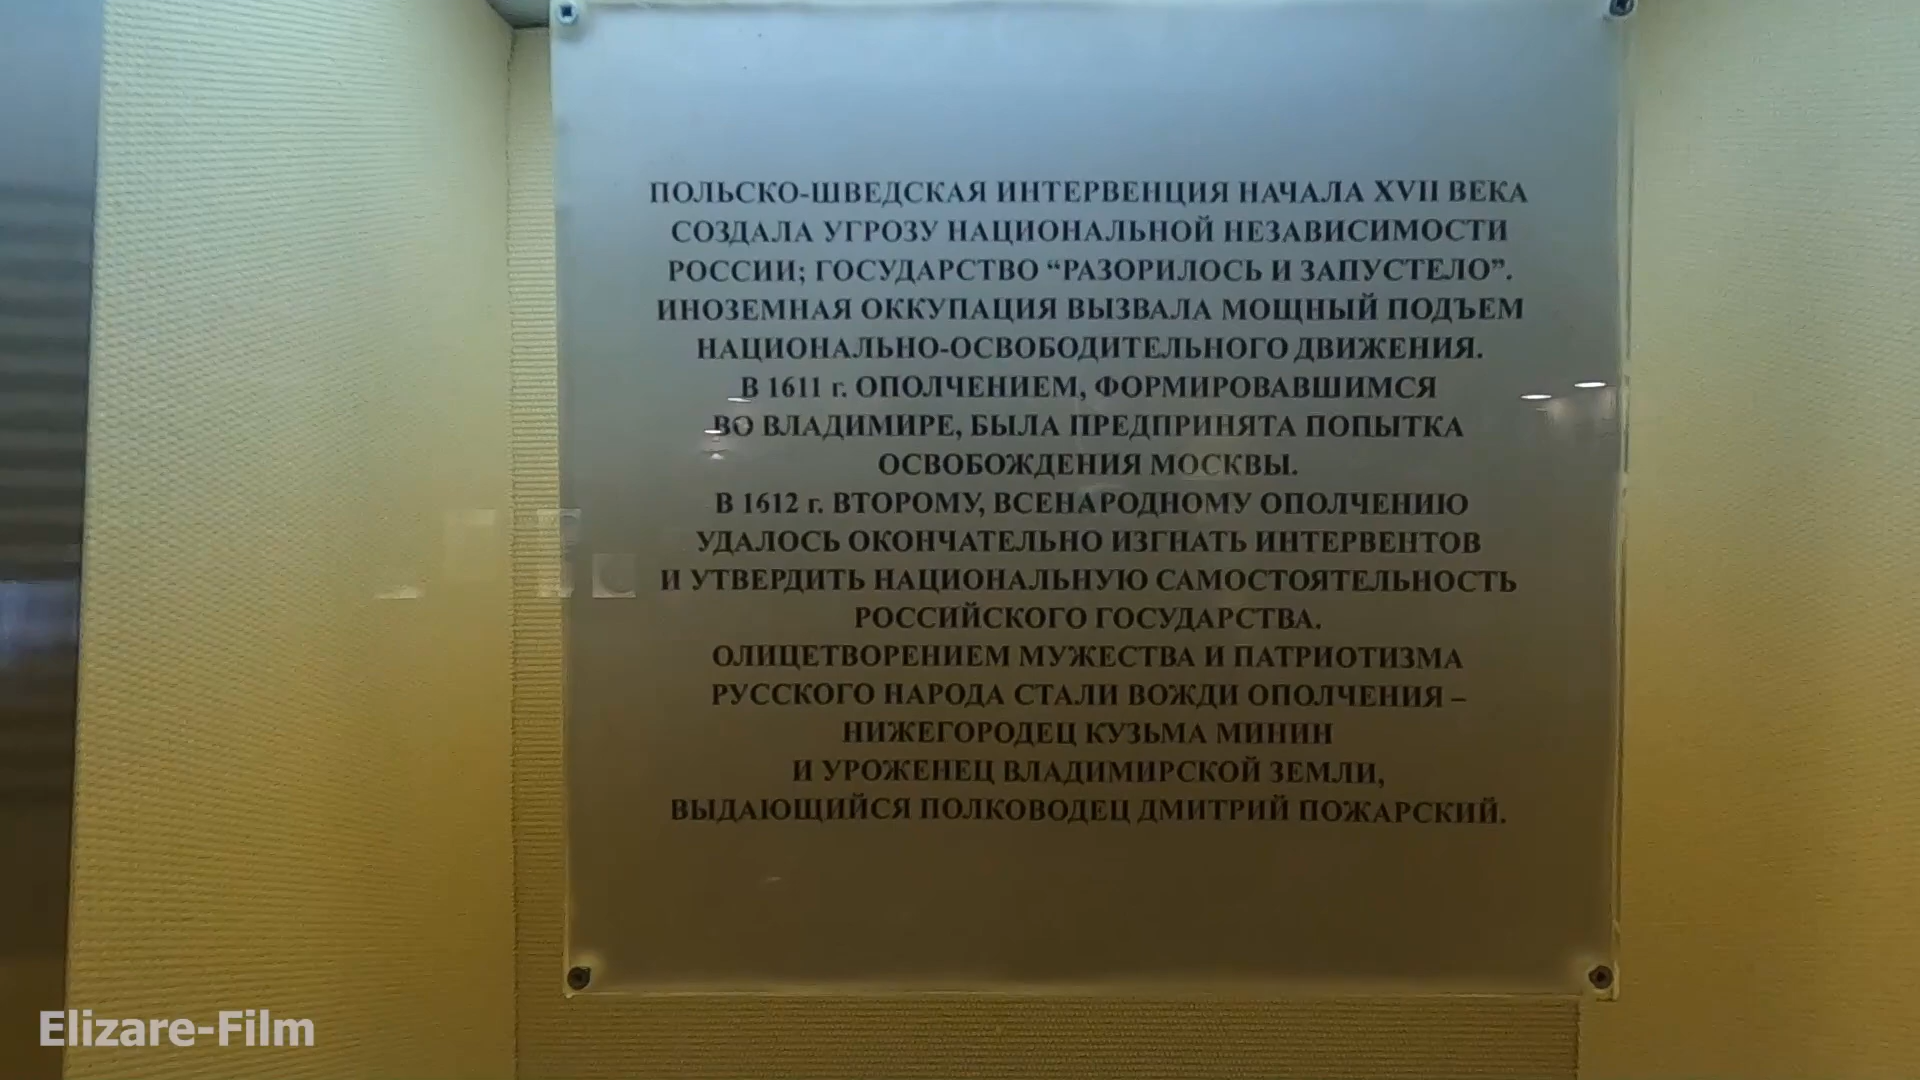 ПОЛЬСКО-ШВЕДСКАЯ ИНТЕРВЕНЦИЯ НАЧАЛА XVII ВЕКА
СОЗДАЛА УГРОЗУ НАЦИОНАЛЬНОЙ НЕЗАВИСИМОСТИ
РОССИИ; ГОСУДАРСТВО “РАЗОРИЛОСЬ И ЗАПУСТЕЛО”.
ИНОЗЕМНАЯ ОККУПАЦИЯ ВЫЗВАЛА МОЩНЫЙ ПОДЪЕМ
НАЦИОНАЛЬНО-ОСВОБОДИТЕЛЬНОГО ДВИЖЕНИЯ.
В 1611 г. ОПОЛЧЕНИЕМ, ФОРМИРОВАВШИМСЯ
ВО ВЛАДИМИРЕ, БЫЛА ПРЕДПРИНЯТА ПОПЫТКА
ОСВОБОЖДЕНИЯ МОСКВЫ.
В 1612 г. ВТОРОМУ, ВСЕНАРОДНОМУ ОПОЛЧЕНИЮ
УДАЛОСЬ ОКОНЧАТЕЛЬНО ИЗГНАТЬ ИНТЕРВЕНТОВ
И УТВЕРДИТЬ НАЦИОНАЛЬНУЮ САМОСТОЯТЕЛЬНОСТЬ
РОССИЙСКОГО ГОСУДАРСТВА.
ОЛИЦЕТВОРЕНИЕМ МУЖЕСТВА И ПАТРИОТИЗМА
РУССКОГО НАРОДА СТАЛИ ВОЖДИ ОПОЛЧЕНИЯ –
НИЖЕГОРОДЕЦ КУЗЬМА МИНИН
И УРОЖЕНЕЦ ВЛАДИМИРСКОЙ ЗЕМЛИ,
ВЫДАЮЩИЙСЯ ПОЛКОВОДЕЦ ДМИТРИЙ ПОЖАРСКИЙ.
Elizare-Film